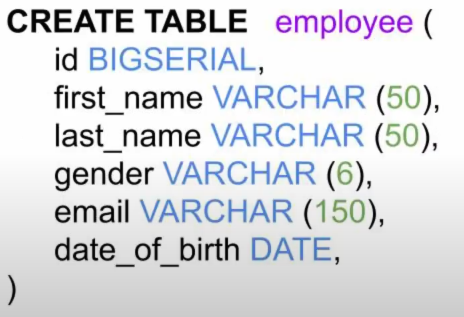 CREATE TABLE employee (
id BIGSERIAL,
first_name VARCHAR (50),
last_name VARCHAR (50),
gender VARCHAR (6),
email VARCHAR (150),
date_of_birth DATE,
)